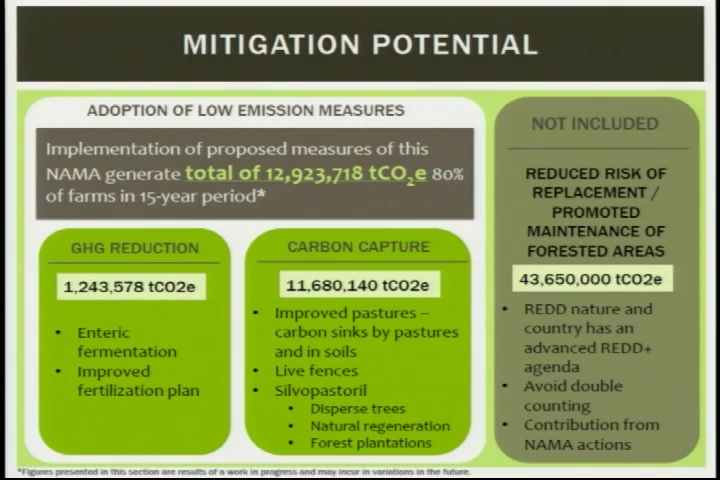 MITIGATION POTENTIAL
ADOPTION OF LOW EMISSION MEASURES
Implementation of proposed measures of this
NAMA generate total of 12,923,718 tCO₂e 80%
of farms in 15-year period*
GHG REDUCTION
1,243,578 tCO2e
• Enteric
fermentation
• Improved
fertilization plan
CARBON CAPTURE
11,680,140 tCO2e
• Improved pastures –
carbon sinks by pastures
and in soils
• Live fences
• Silvopastoril
• Disperse trees
• Natural regeneration
• Forest plantations
NOT INCLUDED
REDUCED RISK OF
REPLACEMENT /
PROMOTED
MAINTENANCE OF
FORESTED AREAS
43,650,000 tCO2e
• REDD nature and
country has an
advanced REDD+
agenda
• Avoid double
counting
• Contribution from
NAMA actions
*Figures presented in this section are results of a work in progress and may incur in variations in the future.